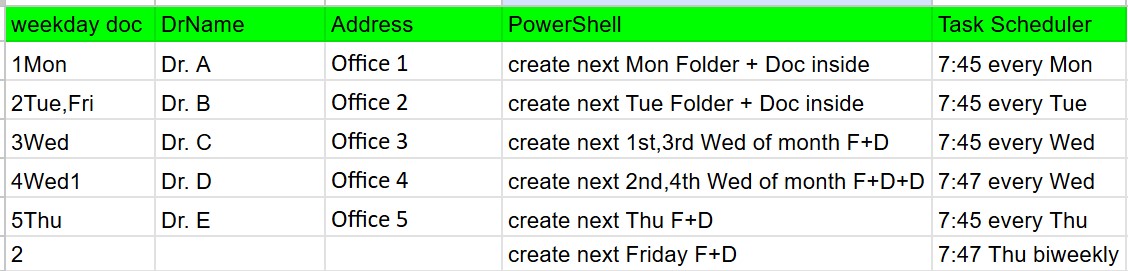 weekday doc DrName Address PowerShell Task Scheduler
1Mon Dr. A Office 1 create next Mon Folder + Doc inside 7:45 every Mon
2Tue,Fri Dr. B Office 2 create next Tue Folder + Doc inside 7:45 every Tue
3Wed Dr. C Office 3 create next 1st,3rd Wed of month F+D 7:45 every Wed
4Wed1 Dr. D Office 4 create next 2nd,4th Wed of month F+D+D 7:47 every Wed
5Thu Dr. E Office 5 create next Thu F+D 7:45 every Thu
2 create next Friday F+D 7:47 Thu biweekly